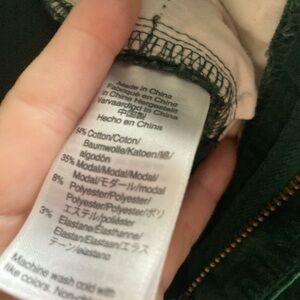 Made in China
Fabriqué en Chine
in China Hergestellt
Vervaardigd in China
中国製
Hecho en China
54% Cotton/Coton/
Baumwolle/Katoen/綿/
algodón
35% Modal/Modal/Modal/
Modal/モダール/modal
8% Polyester/Polyester/
Polyester/Polyester/ポリ
エステル/poliéster
3% Elastane/Elasthanne/
Elastan/Elastaan/エラス
テーン/elastano
Machine wash cold with
like colors. Non-